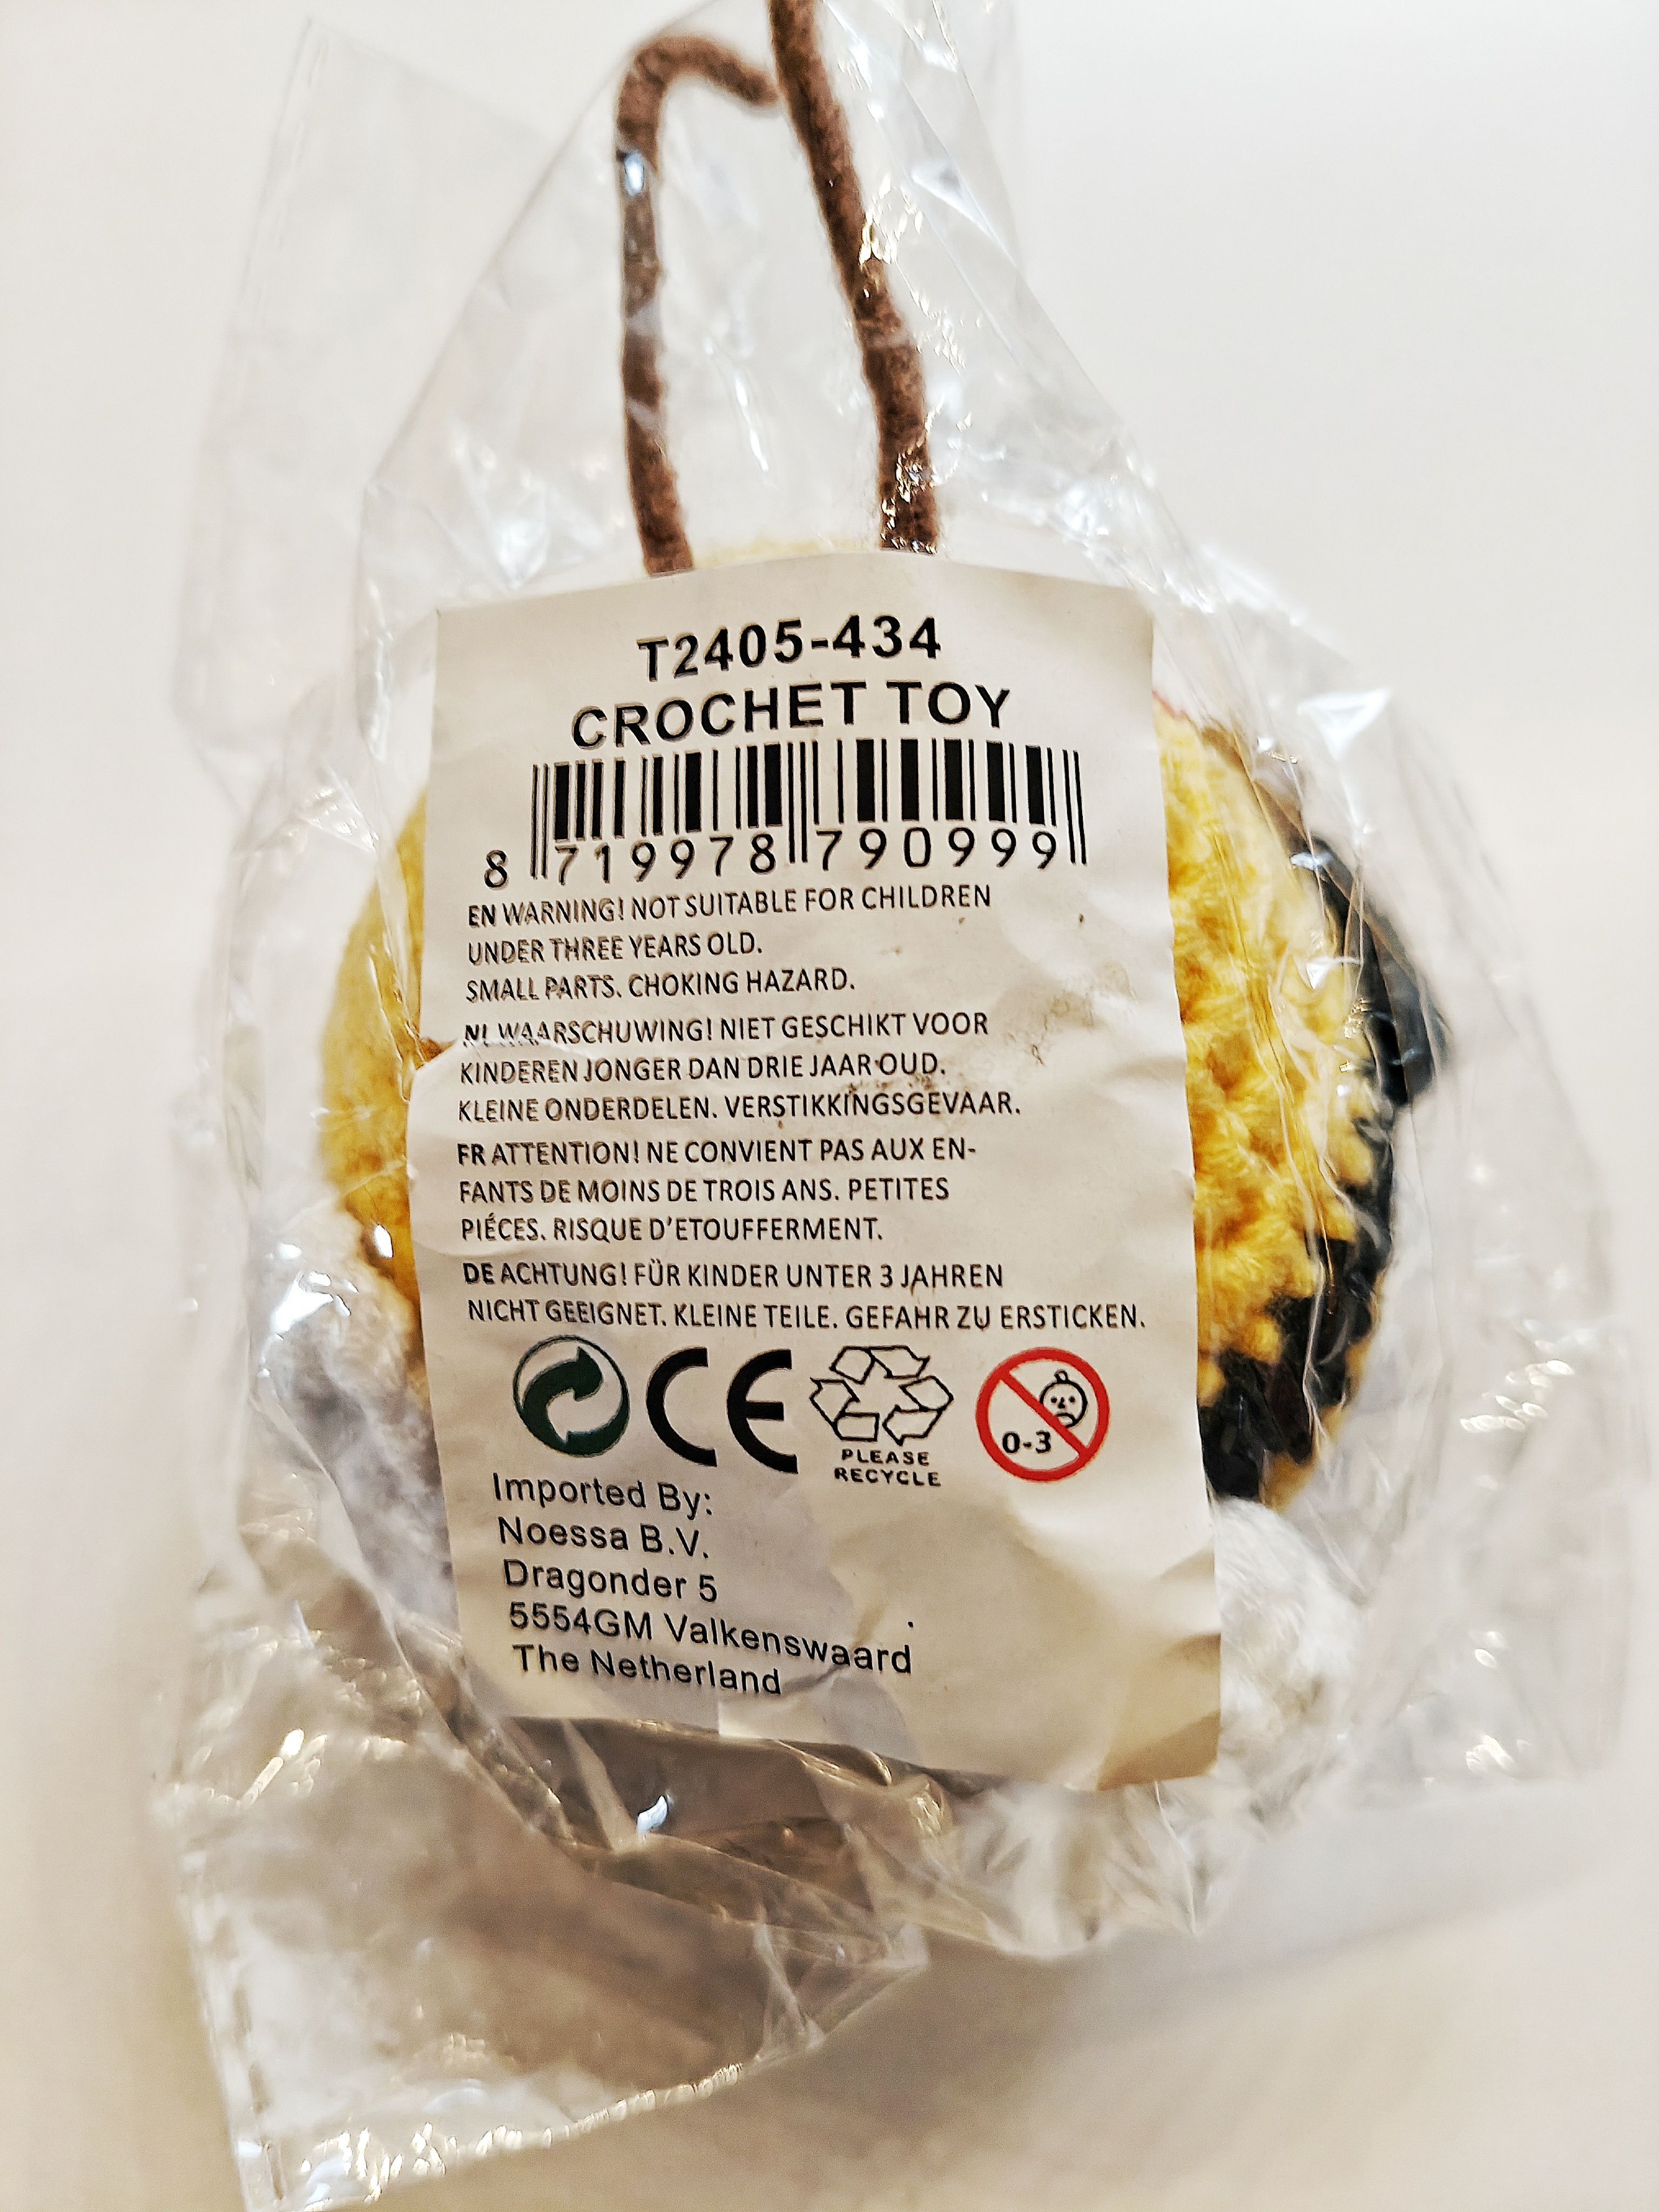 T2405-434
CROCHET TOY
8 719978 790999
EN WARNING! NOT SUITABLE FOR CHILDREN
UNDER THREE YEARS OLD.
SMALL PARTS. CHOKING HAZARD.
NL WAARSCHUWING! NIET GESCHIKT VOOR
KINDEREN JONGER DAN DRIE JAAR OUD.
KLEINE ONDERDELEN. VERSTIKKINGSGEVAAR.
FR ATTENTION! NE CONVIENT PAS AUX EN-
FANTS DE MOINS DE TROIS ANS. PETITES
PIÉCES. RISQUE D'ETOUFFERMENT.
DE ACHTUNG! FÜR KINDER UNTER 3 JAHREN
NICHT GEEIGNET. KLEINE TEILE. GEFAHR ZU ERSTICKEN.
CE
PLEASE
RECYCLE
0-3
Imported By:
Noessa B.V.
Dragonder 5
5554GM Valkenswaard
The Netherland